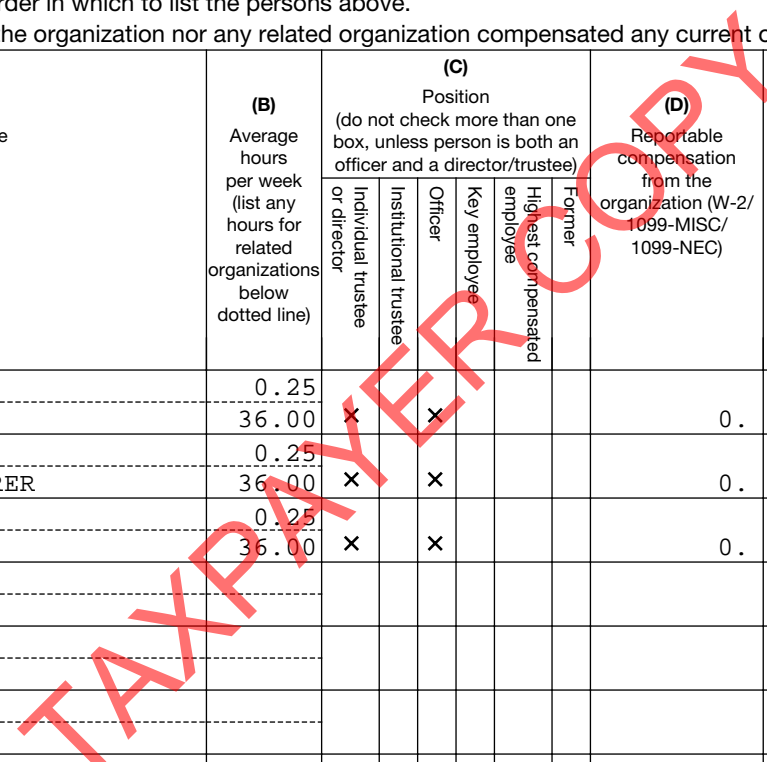 rder in which to list the persons above.
the organization nor any related organization compensated any current o
e
(B)
Average
hours
per week
(list any
hours for
related
organizations
below
dotted line)
(C)
Position
(do not check more than one
box, unless person is both an
officer and a director/trustee)
Individual trustee
or director
Institutional trustee
Officer
Key employee
Highest compensated
employee
Former
(D)
Reportable
compensation
from the
organization (W-2/
1099-MISC/
1099-NEC)
0.25
36.00 X X 0.
0.25
RER 36.00 X X 0.
0.25
36.00 X X 0.
TAXPAYER COPY